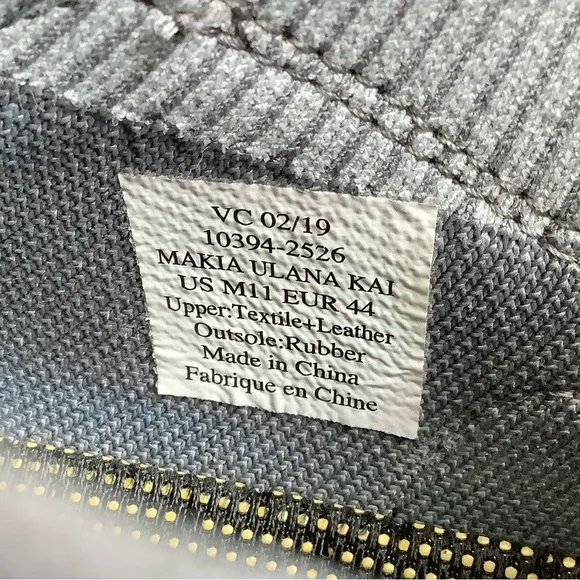 VC 02/19
10394-2526
MAKIA ULANA KAI
US M11 EUR 44
Upper:Textile+Leather
Outsole:Rubber
Made in China
Fabrique en Chine